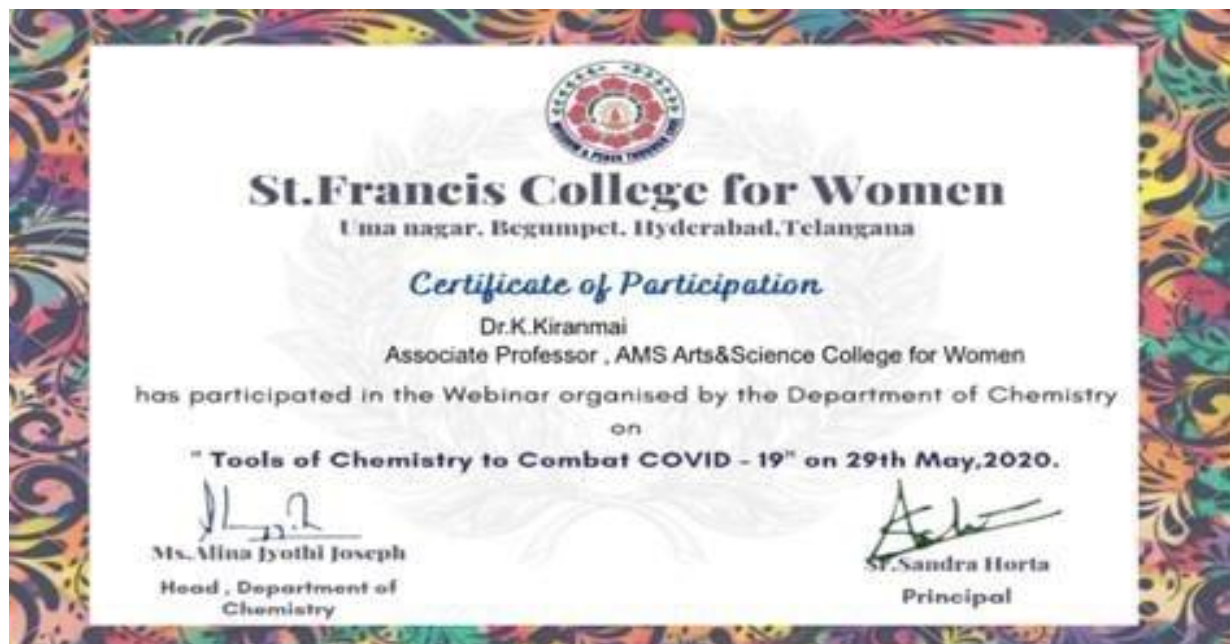 WISDOM & PEACE THROUGH
St.Francis College for Women
Uma nagar, Begumpet, Hyderabad,Telangana
Certificate of Participation
Dr.K.Kiranmai
Associate Professor , AMS Arts&Science College for Women
has participated in the Webinar organised by the Department of Chemistry
on
" Tools of Chemistry to Combat COVID - 19" on 29th May,2020.
Ms.Alina Jyothi Joseph
Head , Department of
Chemistry
Sr.Sandra Horta
Principal